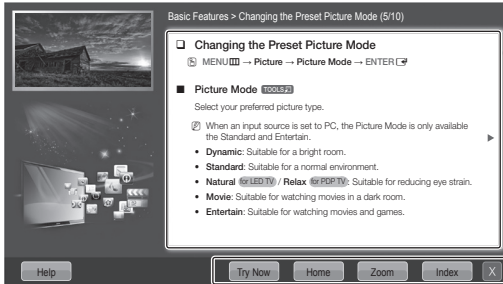 Basic Features > Changing the Preset Picture Mode (5/10)
Changing the Preset Picture Mode
MENU → Picture → Picture Mode → ENTER
Picture Mode TOOLS
Select your preferred picture type.
When an input source is set to PC, the Picture Mode is only available
the Standard and Entertain.
• Dynamic: Suitable for a bright room.
• Standard: Suitable for a normal environment.
• Natural for LED TV / Relax for PDP TV: Suitable for reducing eye strain.
• Movie: Suitable for watching movies in a dark room.
• Entertain: Suitable for watching movies and games.
Help Try Now Home Zoom Index X